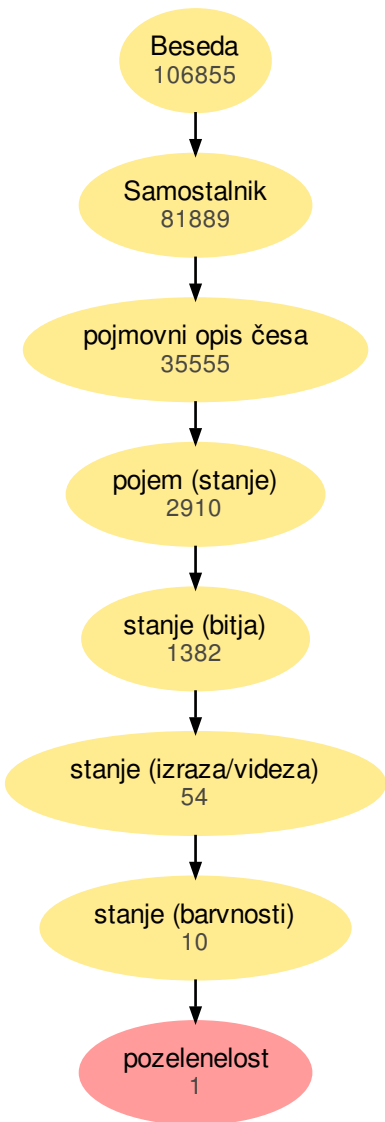 Beseda
106855
Samostalnik
81889
pojmovni opis česa
35555
pojem (stanje)
2910
stanje (bitja)
1382
stanje (izraza/videza)
54
stanje (barvnosti)
10
pozelenelost
1